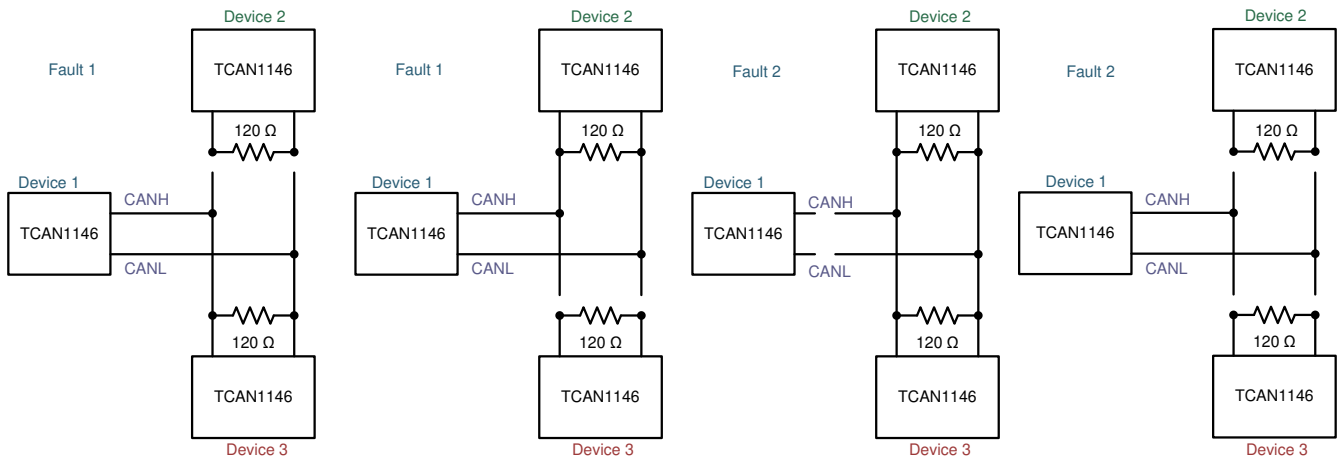 Device 2
Fault 1
TCAN1146
120 Ω
Device 1
CANH
TCAN1146
CANL
120 Ω
TCAN1146
Device 3
Device 2
Fault 1
TCAN1146
120 Ω
Device 1
CANH
TCAN1146
CANL
120 Ω
TCAN1146
Device 3
Device 2
Fault 2
TCAN1146
120 Ω
Device 1
CANH
TCAN1146
CANL
120 Ω
TCAN1146
Device 3
Device 2
Fault 2
TCAN1146
120 Ω
Device 1
CANH
TCAN1146
CANL
120 Ω
TCAN1146
Device 3